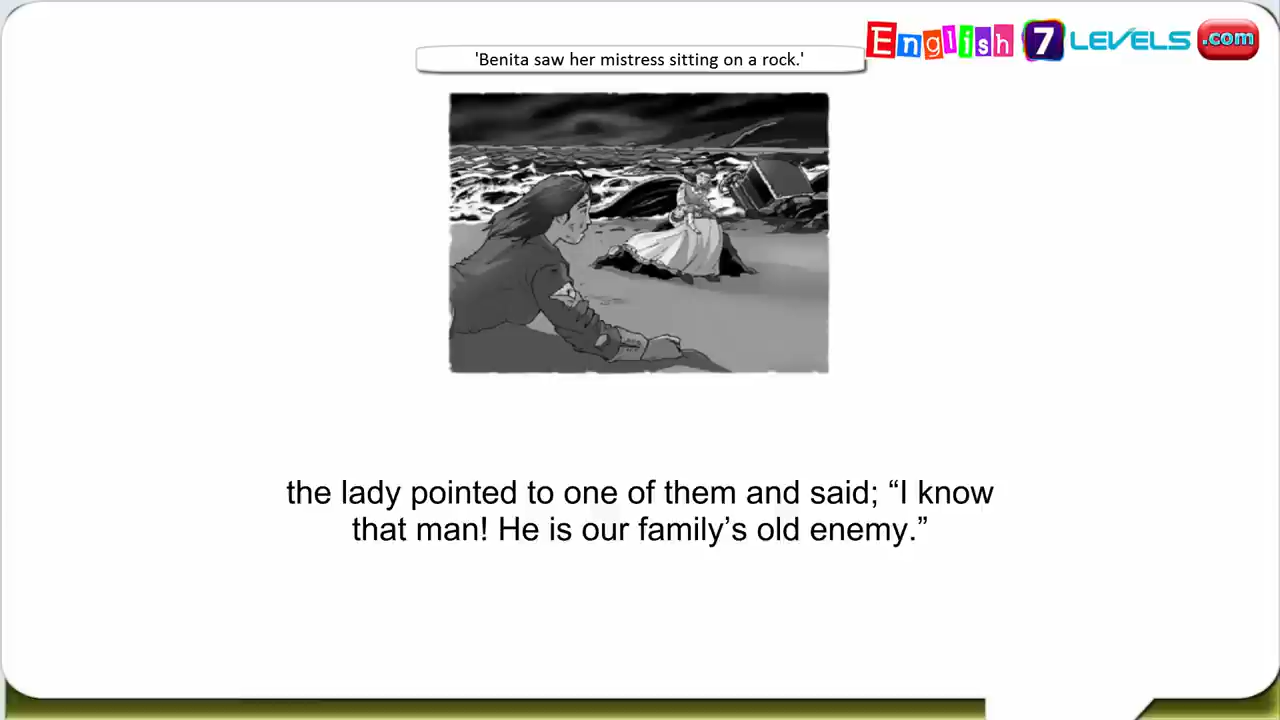 English 7 LEVELS .com
'Benita saw her mistress sitting on a rock.'
the lady pointed to one of them and said; “I know
that man! He is our family’s old enemy.”